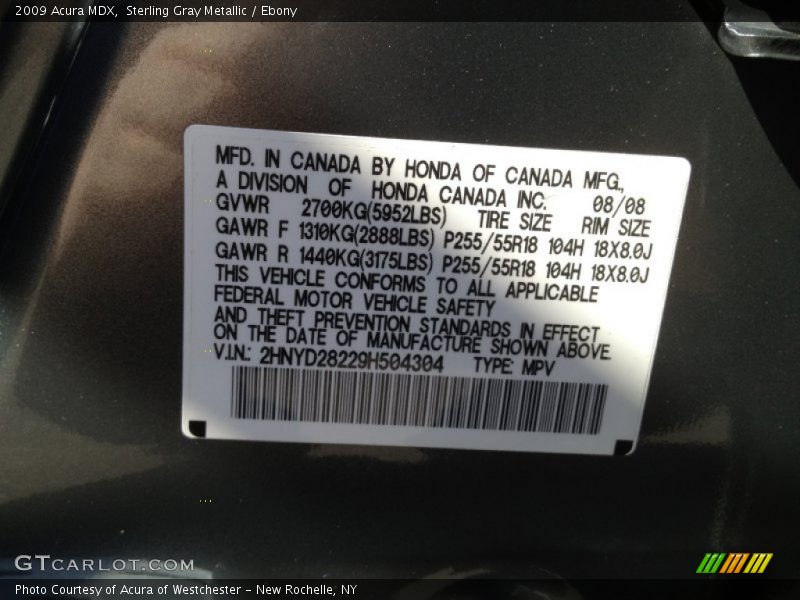 2009 Acura MDX, Sterling Gray Metallic / Ebony
MFD. IN CANADA BY HONDA OF CANADA MFG.,
A DIVISION OF HONDA CANADA INC. 08/08
GVWR 2700KG(5952LBS) TIRE SIZE RIM SIZE
GAWR F 1310KG(2888LBS) P255/55R18 104H 18X8.0J
GAWR R 1440KG(3175LBS) P255/55R18 104H 18X8.0J
THIS VEHICLE CONFORMS TO ALL APPLICABLE
FEDERAL MOTOR VEHICLE SAFETY
AND THEFT PREVENTION STANDARDS IN EFFECT
ON THE DATE OF MANUFACTURE SHOWN ABOVE
V.I.N.: 2HNYD28229H504304 TYPE: MPV
GTCARLOT.COM
Photo Courtesy of Acura of Westchester - New Rochelle, NY